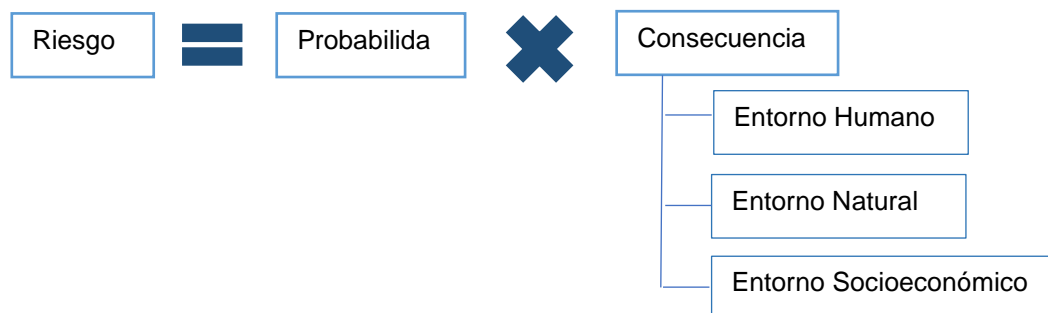 Riesgo
Probabilida
Consecuencia
Entorno Humano
Entorno Natural
Entorno Socioeconómico